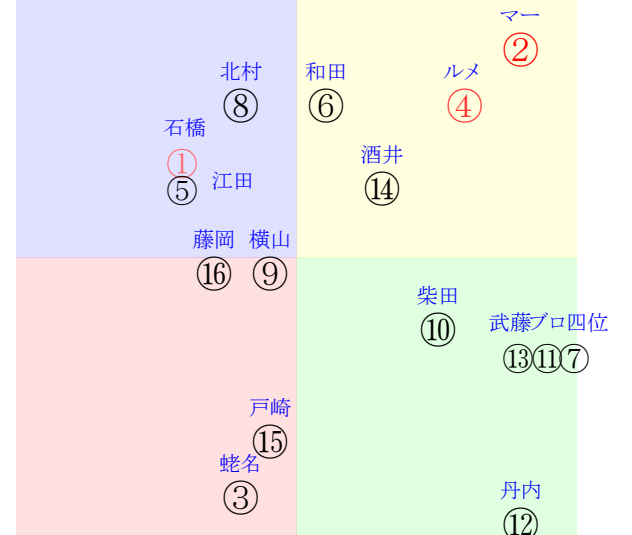 マー
②
北村 和田 ルメ
⑧ ⑥ ④
石橋
①
酒井
⑤ 江田 ⑭
藤岡 横山
⑯ ⑨
柴田
⑩
武藤ブロ四位
⑬⑪⑦
戸崎
⑮
蛯名
③
丹内
⑫